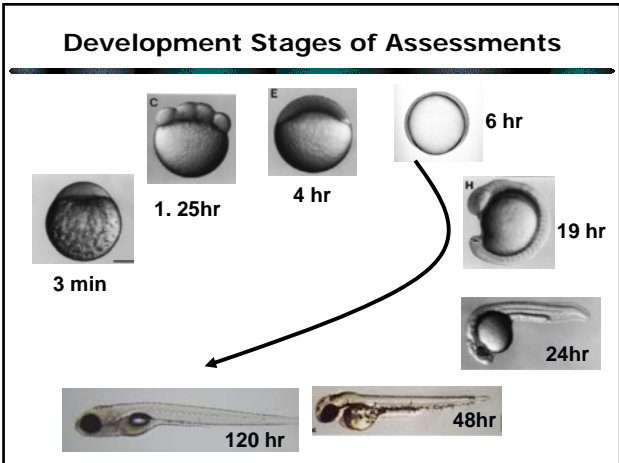 Development Stages of Assessments
C
E
6 hr
1. 25hr
4 hr
H
19 hr
3 min
24hr
48hr
120 hr